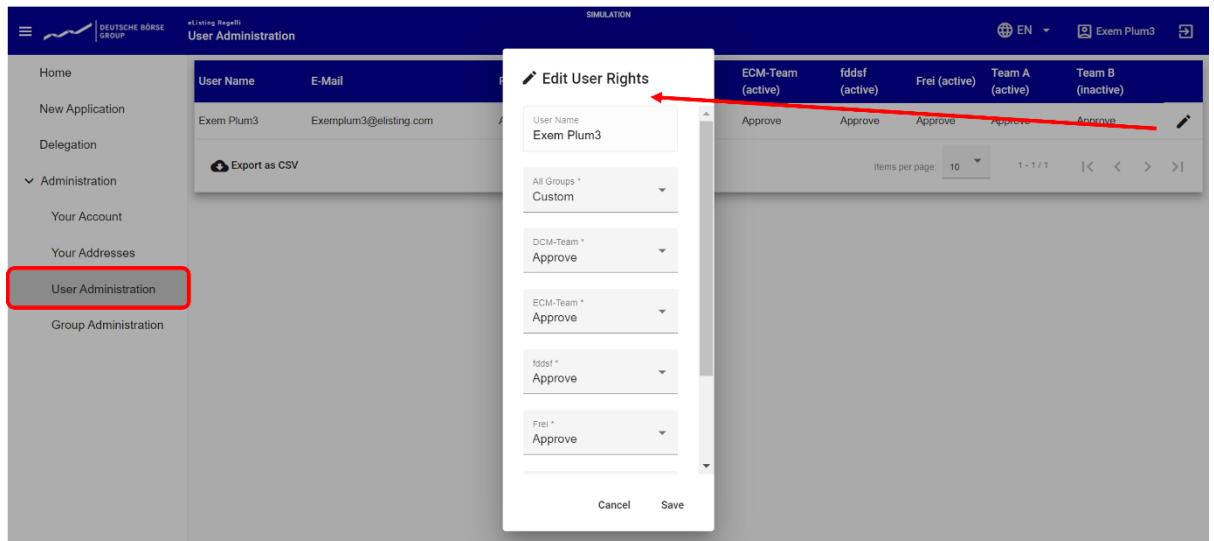 SIMULATION
DEUTSCHE BÖRSE
GROUP
eListing Regelli
User Administration
EN
Exem Plum3
Home
New Application
Delegation
Administration
Your Account
Your Addresses
User Administration
Group Administration
User Name
E-Mail
ECM-Team
(active)
fddsf
(active)
Frei (active)
Team A
(active)
Team B
(inactive)
Exem Plum3
Exemplum3@elisting.com
Approve
Approve
Approve
Approve
Approve
Export as CSV
Items per page: 10
1 - 1 / 1
Edit User Rights
User Name
Exem Plum3
All Groups *
Custom
DCM-Team *
Approve
ECM-Team *
Approve
fddsf *
Approve
Frei *
Approve
Cancel Save